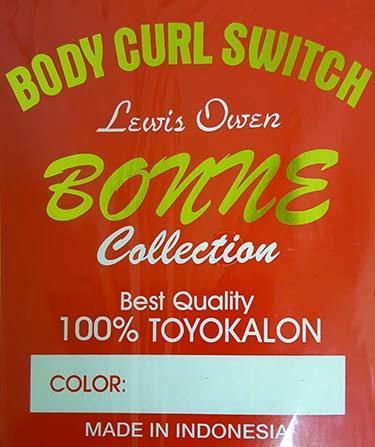 BODY CURL SWITCH
Lewis Owen
BONNE
Collection
Best Quality
100% TOYOKALON
COLOR:
MADE IN INDONESIA